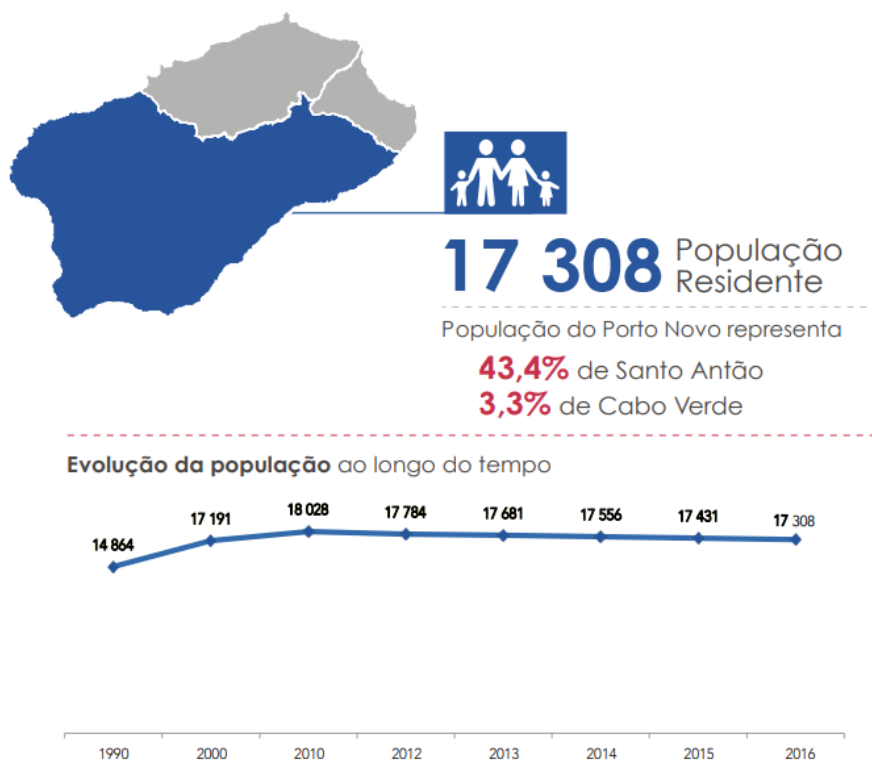 17 308 População
Residente
População do Porto Novo representa
43,4% de Santo Antão
3,3% de Cabo Verde
Evolução da população ao longo do tempo
14 864
17 191
18 028
17 784
17 681
17 556
17 431
17 308
1990
2000
2010
2012
2013
2014
2015
2016